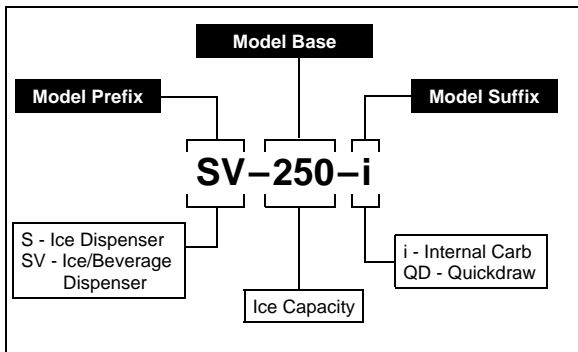 Model Base
Model Prefix
Model Suffix
SV–250–i
S - Ice Dispenser
SV - Ice/Beverage
Dispenser
i - Internal Carb
QD - Quickdraw
Ice Capacity